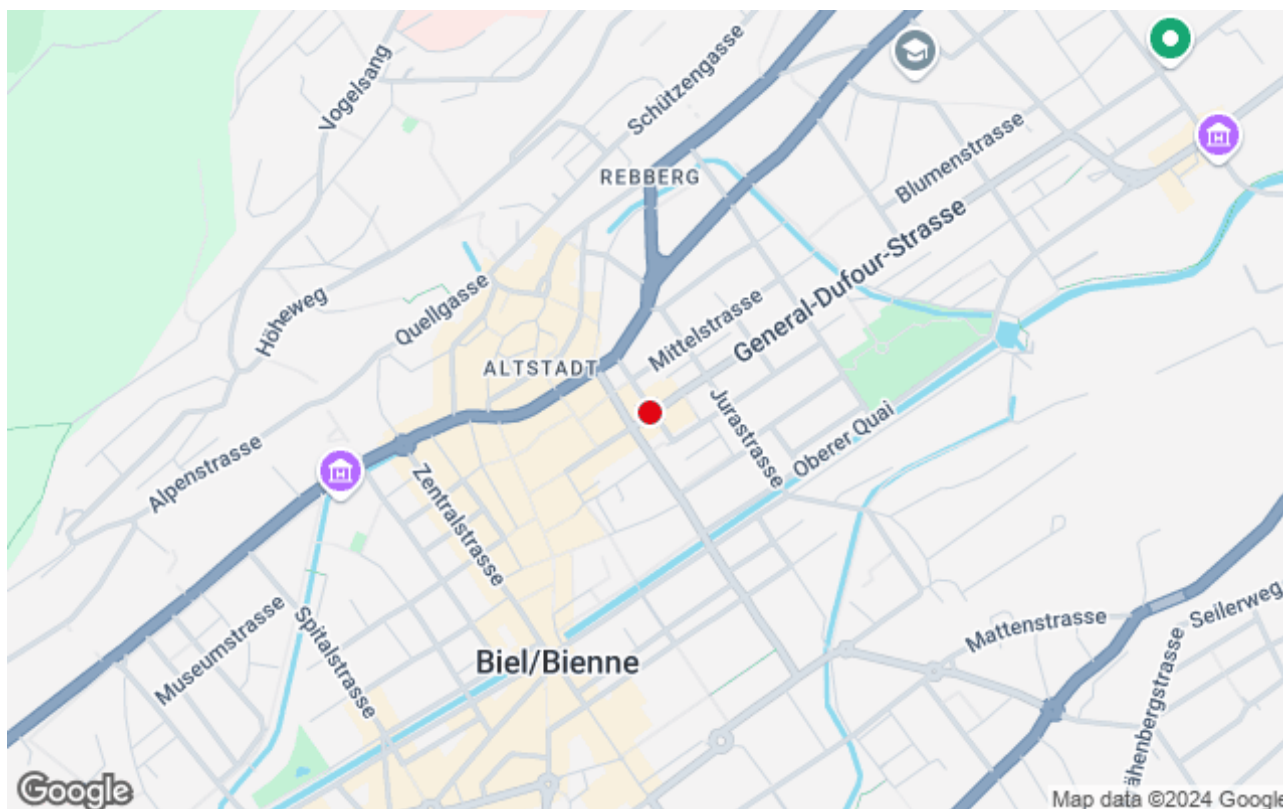 Vogelsang
Schützengasse
REBBERG
Blumenstrasse
General-Dufour-Strasse
Höheweg
Quellgasse
Mittelstrasse
ALTSTADT
Jurastrasse
Oberer Quai
Alpenstrasse
Zentralstrasse
Museumstrasse
Spitalstrasse
Biel/Bienne
Mattenstrasse
Seilerweg
ähenbergstrasse
H
H
Google
Map data ©2024 Google